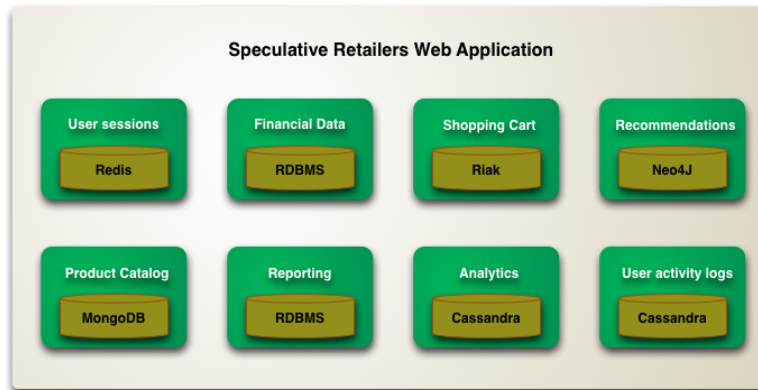 Speculative Retailers Web Application
User sessions
Redis
Financial Data
RDBMS
Shopping Cart
Riak
Recommendations
Neo4J
Product Catalog
MongoDB
Reporting
RDBMS
Analytics
Cassandra
User activity logs
Cassandra